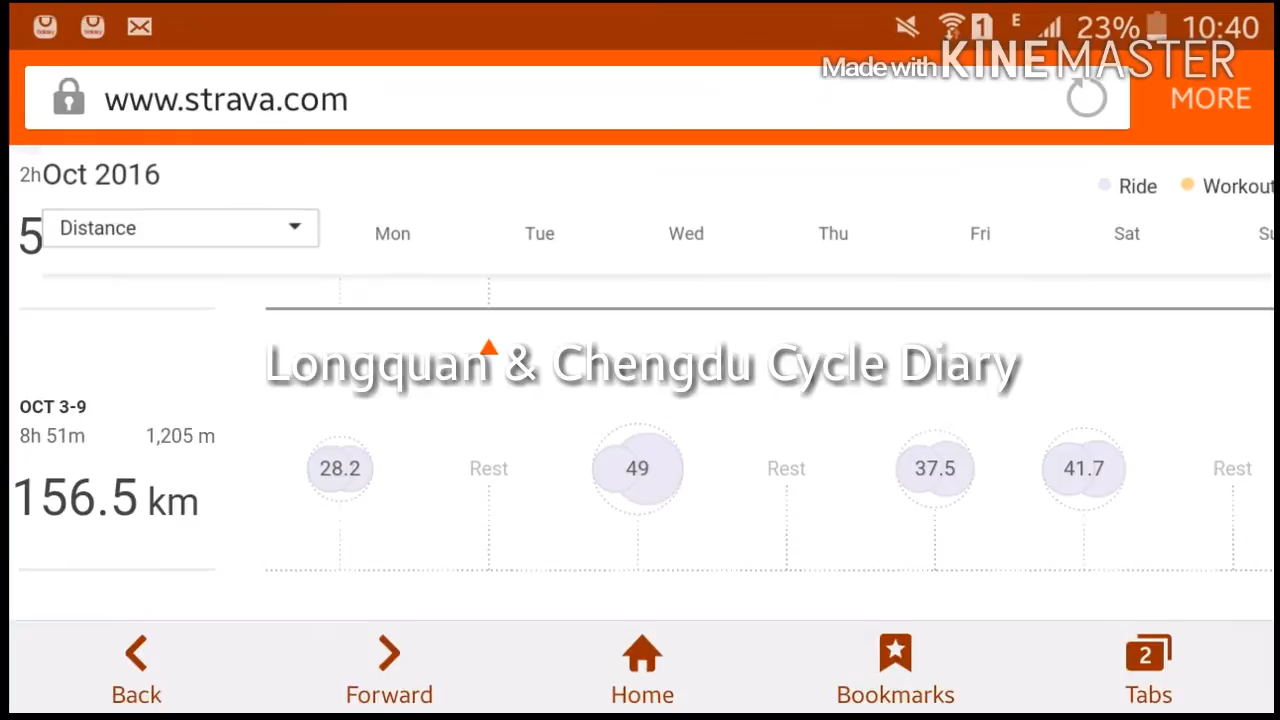 E 23% 10:40
1
Made with KINEMASTER
www.strava.com
MORE
2h Oct 2016
Ride Workout
5 Distance
Mon Tue Wed Thu Fri Sat Su
Longquan & Chengdu Cycle Diary
OCT 3-9
8h 51m 1,205 m
28.2 Rest 49 Rest 37.5 41.7 Rest
156.5 km
2
Back Forward Home Bookmarks Tabs